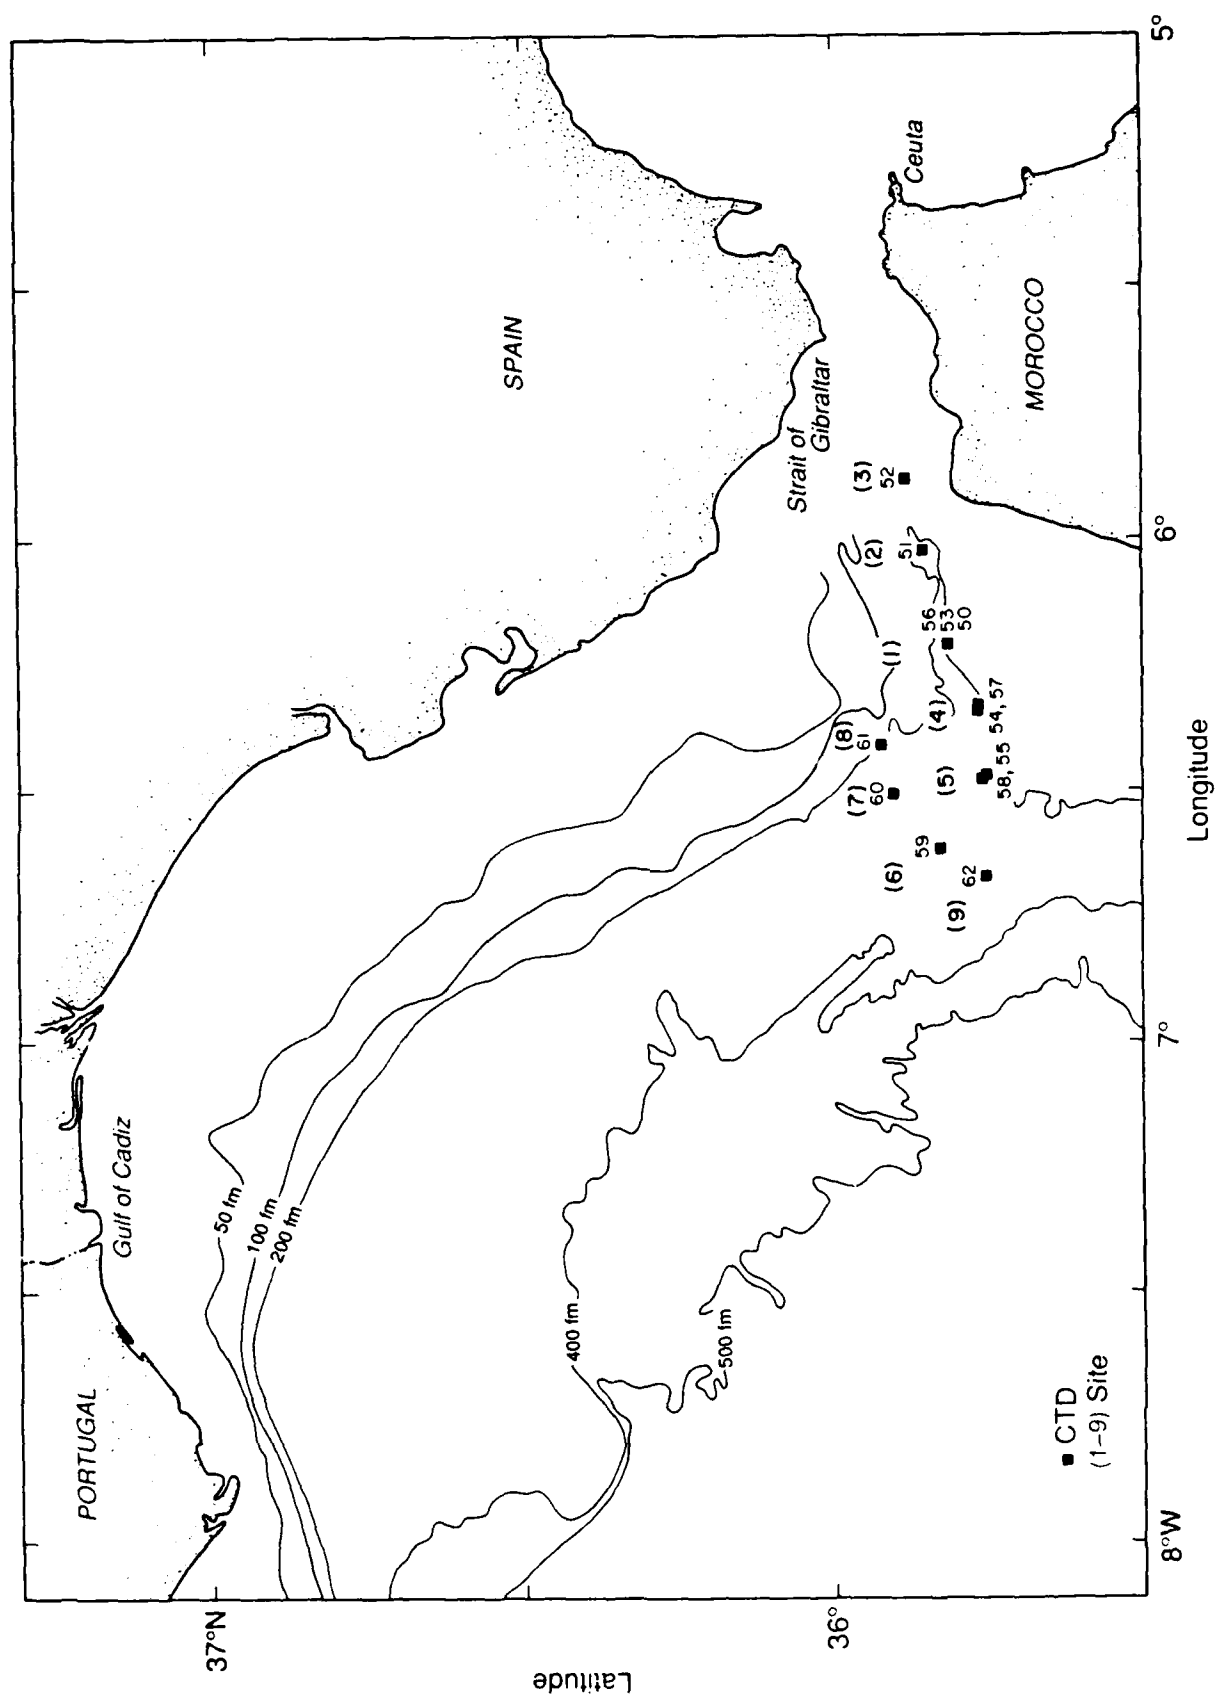 PORTUGAL
Gulf of Cadiz
SPAIN
50 fm
100 fm
200 fm
400 fm
500 fm
Strait of
Gibraltar
Ceuta
MOROCCO
(1)
(2)
51
(3)
52
56
53
50
(4)
54, 57
(5)
58, 55
(6)
59
(7)
60
(8)
61
(9)
62
■ CTD
(1-9) Site
Latitude
37°N
36°
8°W
7°
6°
5°
Longitude